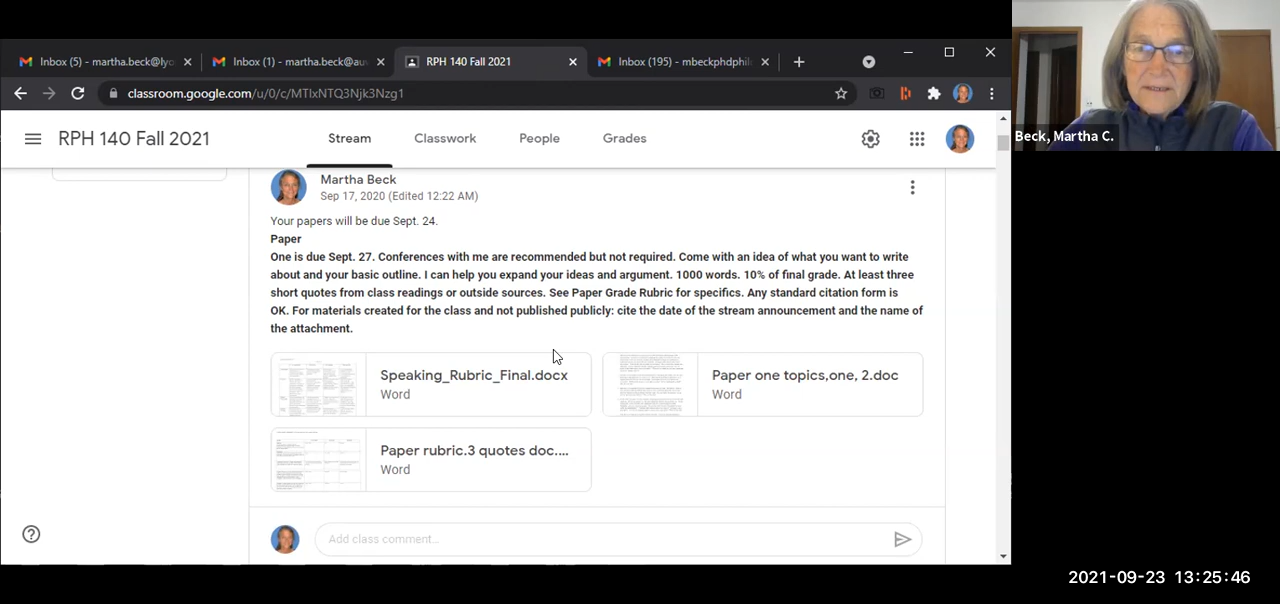 Inbox (5) - martha.beck@lyo
Inbox (1) - martha.beck@auv
RPH 140 Fall 2021
Inbox (195) - mbeckphdphil
classroom.google.com/u/0/c/MTIxNTQ3Njk3Nzg1
RPH 140 Fall 2021
Stream
Classwork
People
Grades
Beck, Martha C.
Martha Beck
Sep 17, 2020 (Edited 12:22 AM)
Your papers will be due Sept. 24.
Paper
One is due Sept. 27. Conferences with me are recommended but not required. Come with an idea of what you want to write
about and your basic outline. I can help you expand your ideas and argument. 1000 words. 10% of final grade. At least three
short quotes from class readings or outside sources. See Paper Grade Rubric for specifics. Any standard citation form is
OK. For materials created for the class and not published publicly: cite the date of the stream announcement and the name of
the attachment.
Speaking_Rubric_Final.docx
Word
Paper one topics,one, 2.doc
Word
Paper rubric.3 quotes doc....
Word
Add class comment...
2021-09-23 13:25:46